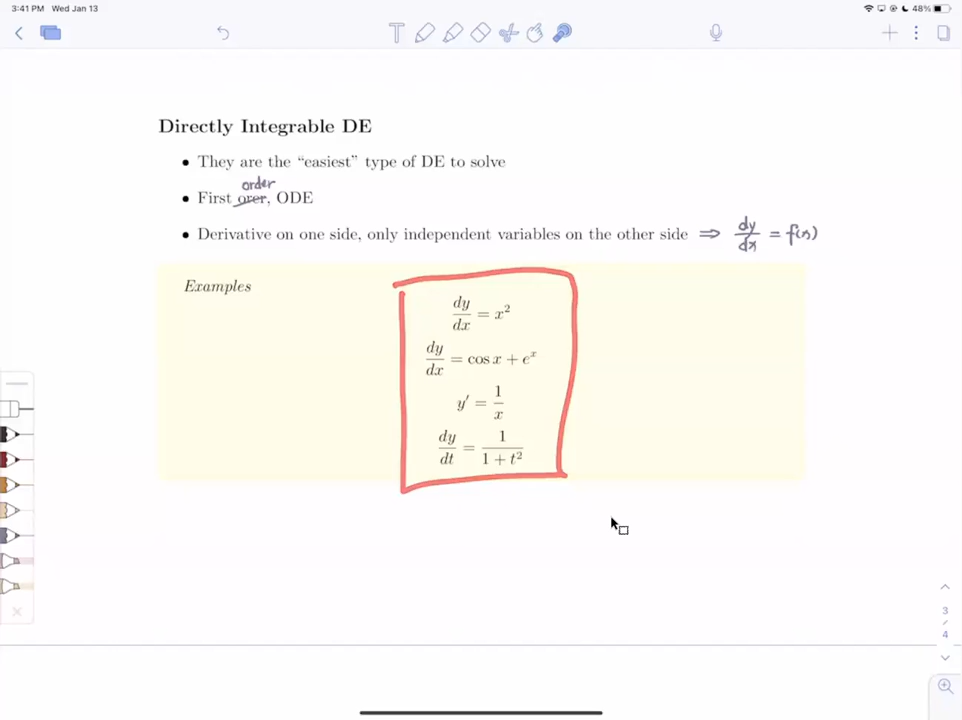 3:41 PM Wed Jan 13
48%
T
Directly Integrable DE
• They are the “easiest” type of DE to solve
order
• First orer, ODE
• Derivative on one side, only independent variables on the other side ⟹ dy/dx = f(x)
Examples
dy/dx = x²
dy/dx = cos x + eˣ
y′ = 1/x
dy/dt = 1/(1 + t²)
3
/
4